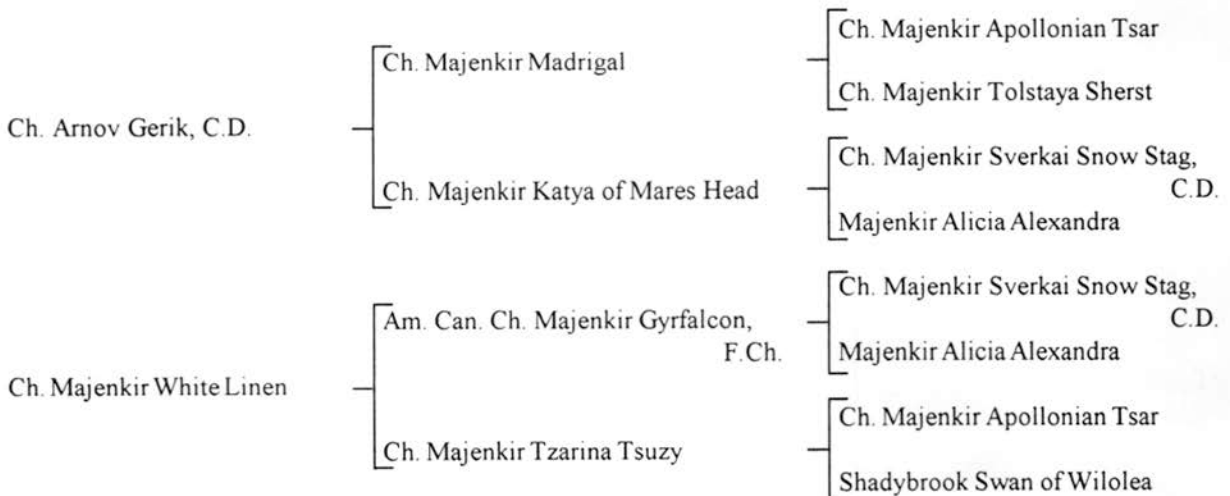 Ch. Majenkir Apollonian Tsar
Ch. Majenkir Madrigal
Ch. Majenkir Tolstaya Sherst
Ch. Arnov Gerik, C.D.
Ch. Majenkir Sverkai Snow Stag,
C.D.
Ch. Majenkir Katya of Mares Head
Majenkir Alicia Alexandra
Ch. Majenkir Sverkai Snow Stag,
C.D.
Am. Can. Ch. Majenkir Gyrfalcon,
F.Ch.
Majenkir Alicia Alexandra
Ch. Majenkir White Linen
Ch. Majenkir Apollonian Tsar
Ch. Majenkir Tzarina Tsuzy
Shadybrook Swan of Wilolea